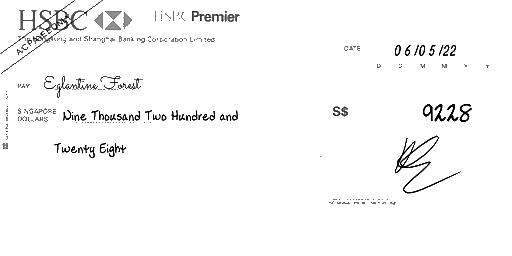 HSBC HSBC Premier
The Hongkong and Shanghai Banking Corporation Limited
A/C PAYEE ONLY
DATE 06/05/22
D D M M Y Y
PAY Eglantine Forest
SINGAPORE DOLLARS Nine Thousand Two Hundred and
Twenty Eight
S$ 9228